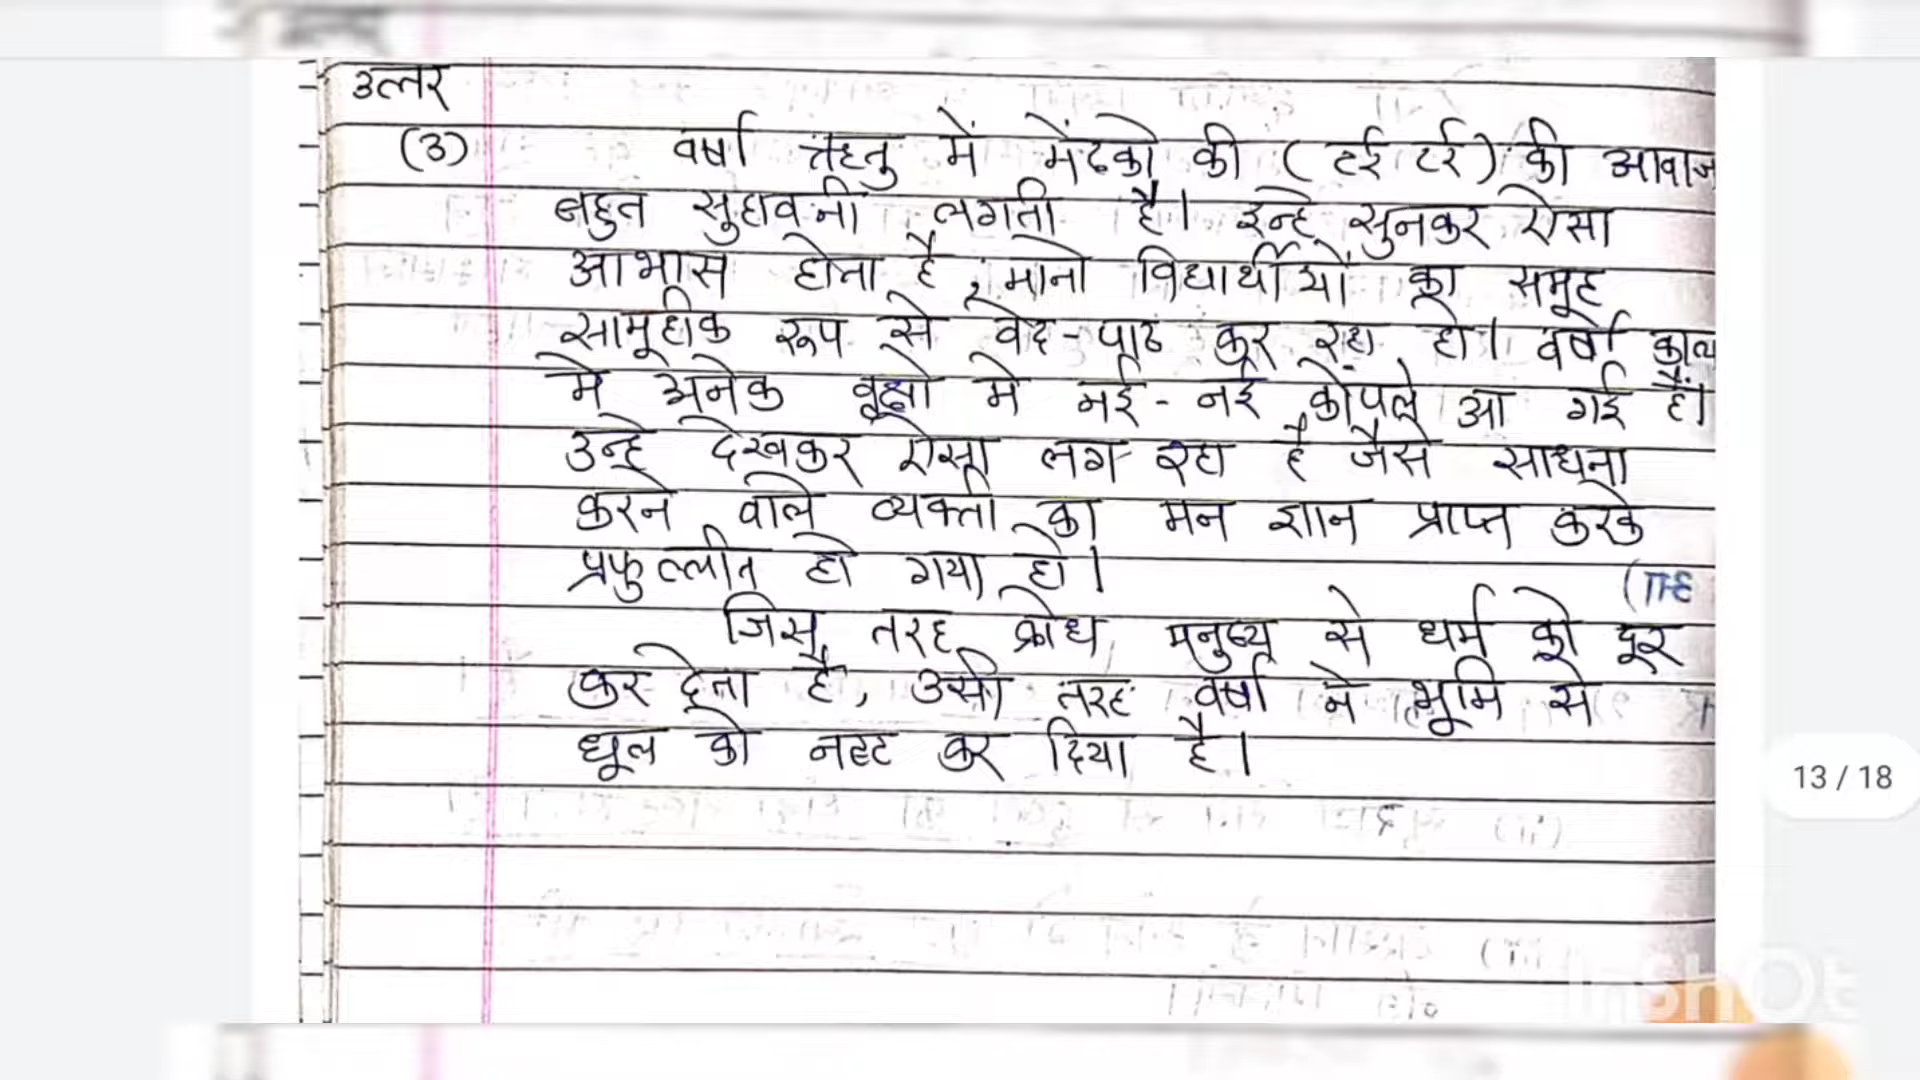 उत्तर
(3) वर्षा ऋतु में मेंढको की (टर्र टर्र) की आवाज
बहुत सुहावनी लगती है। इन्हे सुनकर ऐसा
आभास होता है, मानो विद्यार्थीयों का समूह
सामूहीक रूप से वेद-पाठ कर रहा हो। वर्षा काल
मे अनेक वृक्षो मे नई-नई कोंपले आ गई हैं।
उन्हे देखकर ऐसा लग रहा है जैसे साधना
करने वाले व्यक्ती का मन ज्ञान प्राप्त करके
प्रफुल्लीत हो गया हो।
जिस तरह क्रोध मनुष्य से धर्म को दूर
कर देता है, उसी तरह वर्षा ने भूमि से
धूल को नष्ट कर दिया है।
13 / 18
InShOt